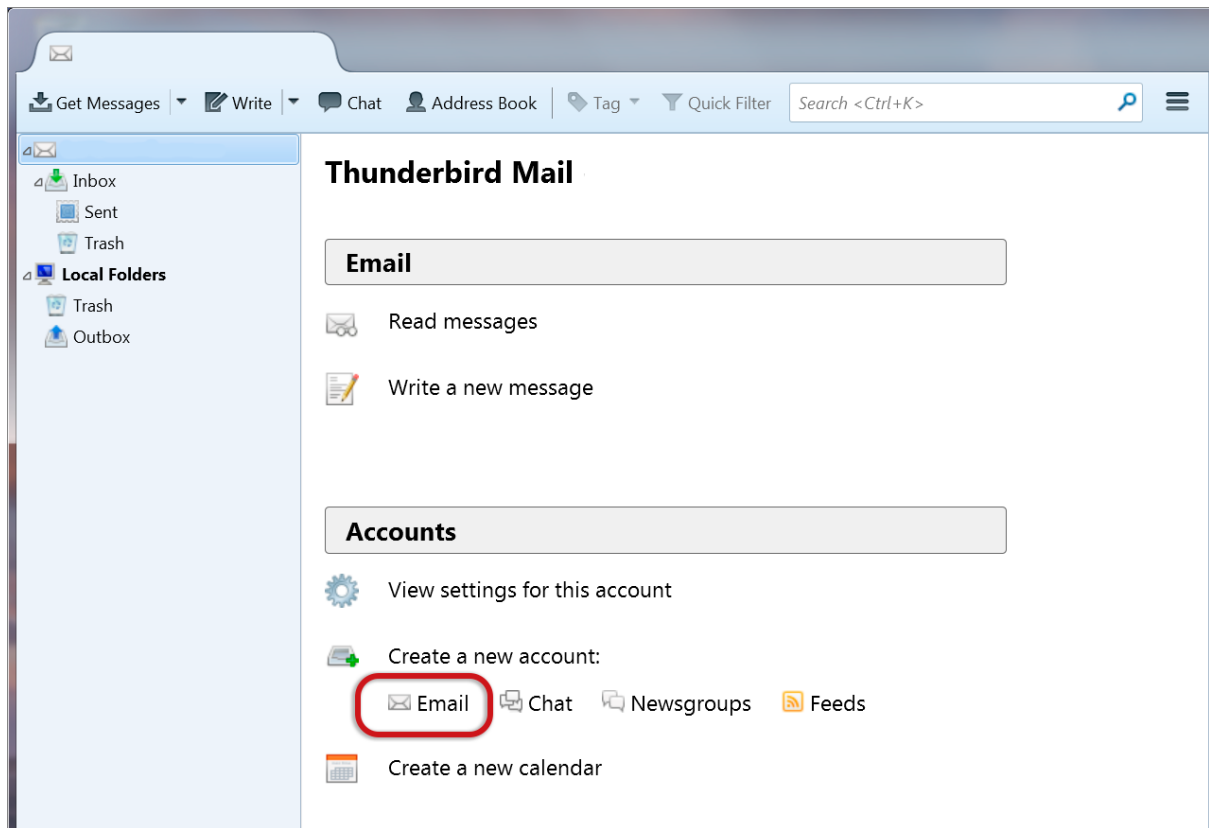 Get Messages Write Chat Address Book Tag Quick Filter Search <Ctrl+K>
Inbox
Sent
Trash
Local Folders
Trash
Outbox
Thunderbird Mail
Email
Read messages
Write a new message
Accounts
View settings for this account
Create a new account:
Email Chat Newsgroups Feeds
Create a new calendar